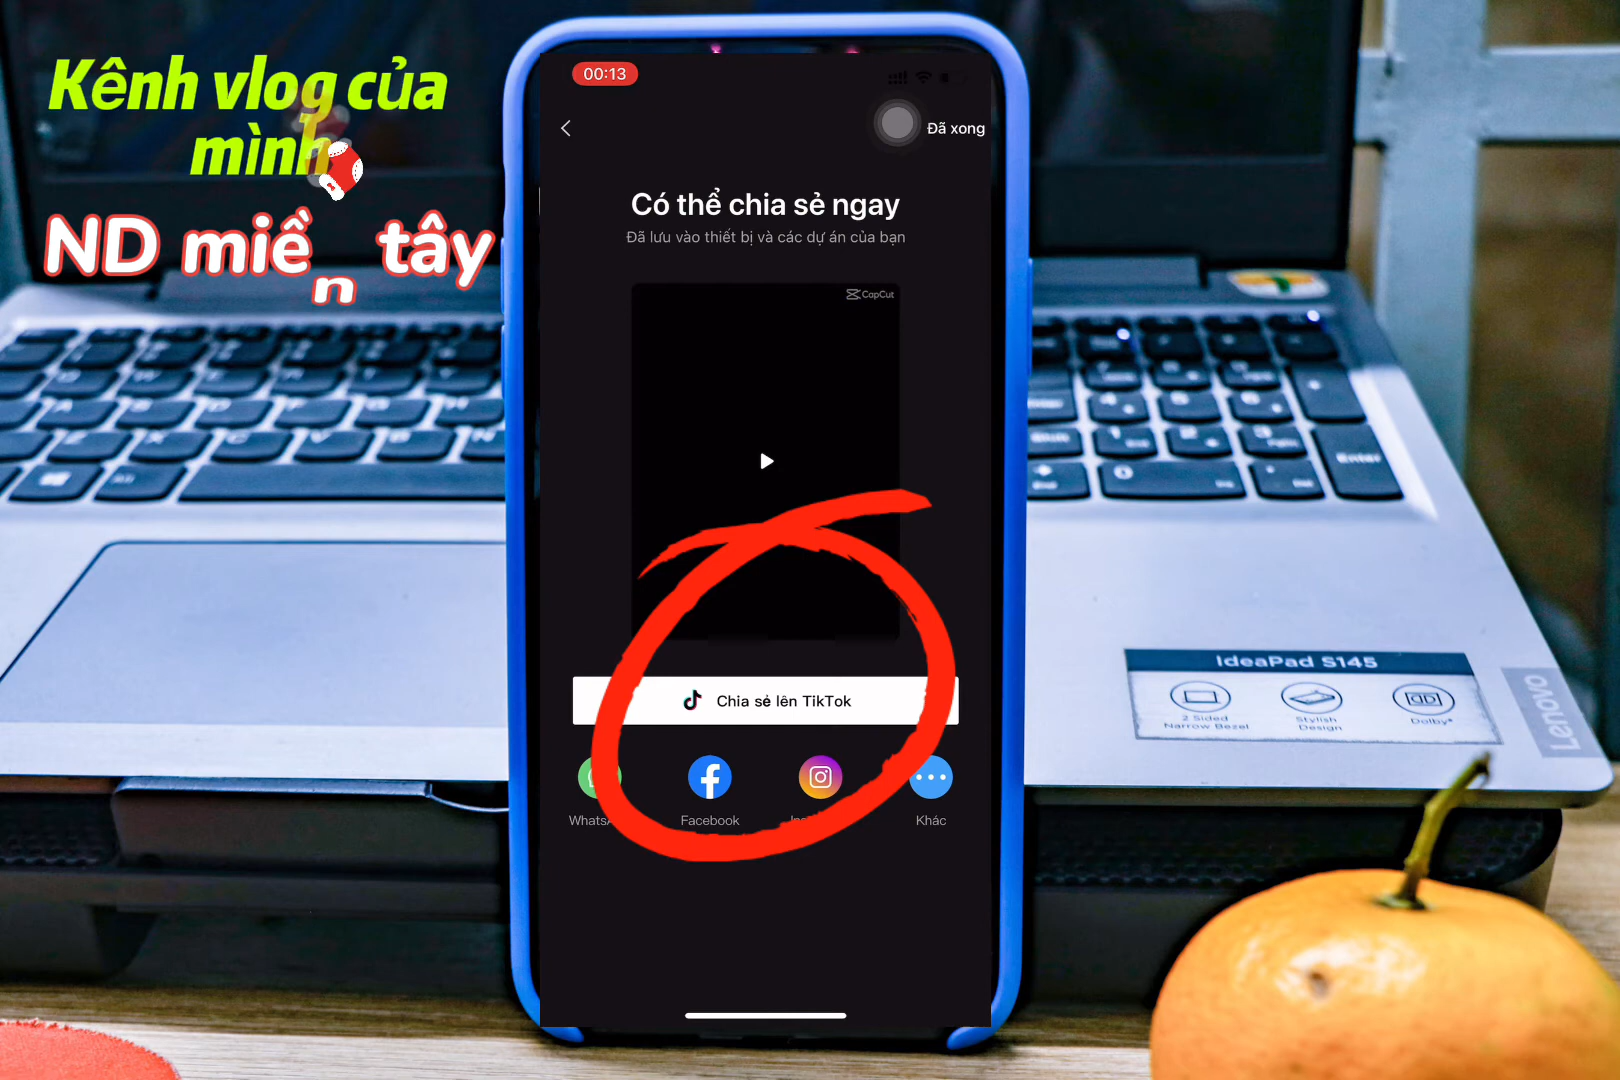 Kênh vlog của
mình
ND miền tây
00:13
Đã xong
Có thể chia sẻ ngay
Đã lưu vào thiết bị và các dự án của bạn
CapCut
Chia sẻ lên TikTok
Facebook
Khác
IdeaPad S145
2 Sided
Narrow Bezel
Stylish
Design
Dolby
Lenovo
Enter